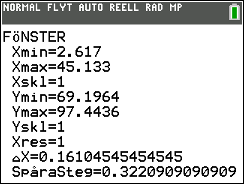 NORMAL FLYT AUTO REELL RAD MP
FöNSTER
Xmin=2.617
Xmax=45.133
Xskl=1
Ymin=69.1964
Ymax=97.4436
Yskl=1
Xres=1
△X=0.16104545454545
SpåraSteg=0.3220909090909